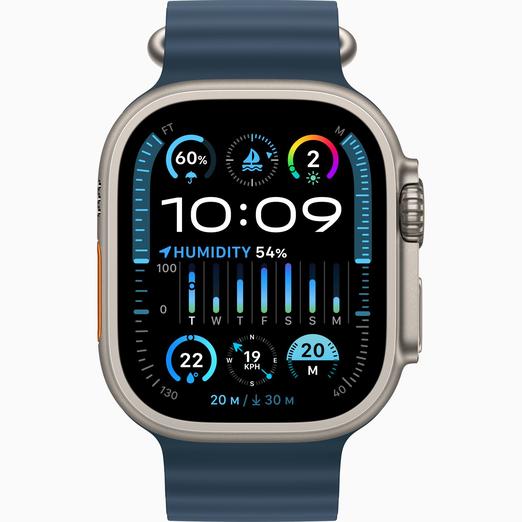 FT
M
60%
2
10:09
HUMIDITY 54%
100
0
T W T F S S M
22
N
W
E
S
19
KPH
20
M
130
40
20 M / ↓ 30 M